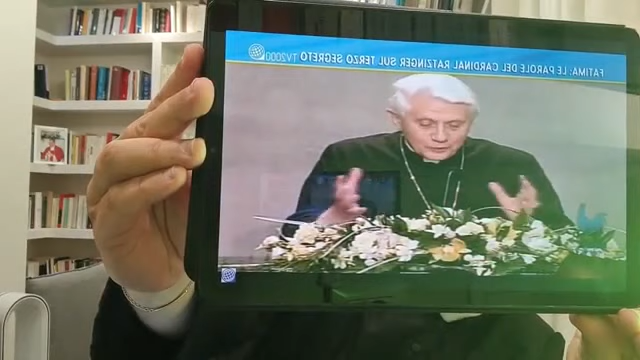 FATIMA: LE PAROLE DEL CARDINAL RATZINGER SUL TERZO SEGRETO TV2000